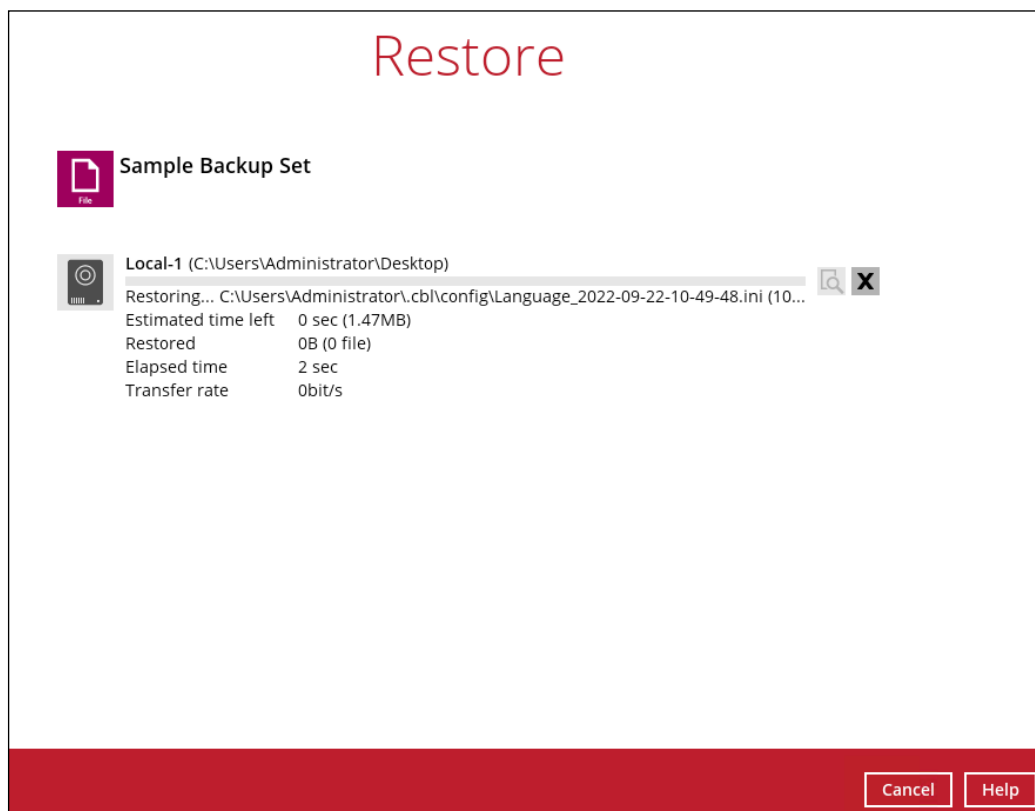 Restore
Sample Backup Set
File
Local-1 (C:\Users\Administrator\Desktop)
X
Restoring... C:\Users\Administrator\.cbl\config\Language_2022-09-22-10-49-48.ini (10...
Estimated time left 0 sec (1.47MB)
Restored 0B (0 file)
Elapsed time 2 sec
Transfer rate 0bit/s
Cancel Help